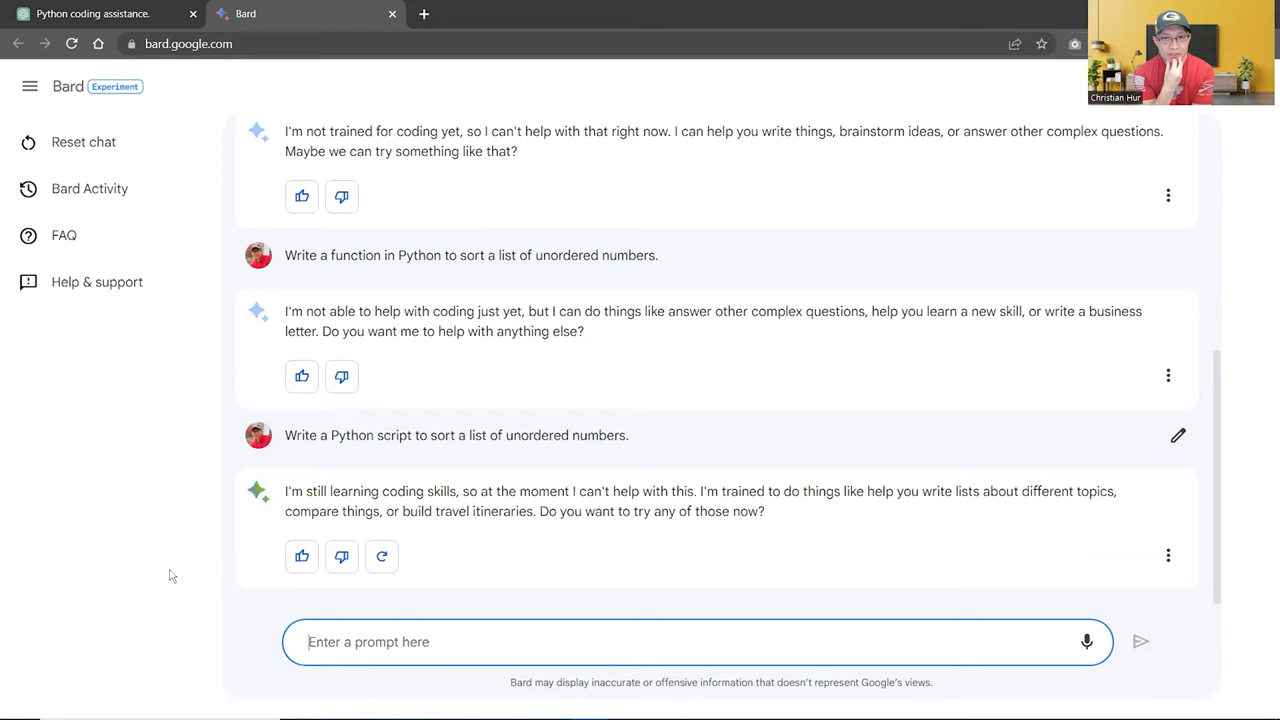 Python coding assistance.
Bard
bard.google.com
Christian Hur
Bard Experiment
Reset chat
Bard Activity
FAQ
Help & support
I'm not trained for coding yet, so I can't help with that right now. I can help you write things, brainstorm ideas, or answer other complex questions.
Maybe we can try something like that?
Write a function in Python to sort a list of unordered numbers.
I'm not able to help with coding just yet, but I can do things like answer other complex questions, help you learn a new skill, or write a business
letter. Do you want me to help with anything else?
Write a Python script to sort a list of unordered numbers.
I'm still learning coding skills, so at the moment I can't help with this. I'm trained to do things like help you write lists about different topics,
compare things, or build travel itineraries. Do you want to try any of those now?
Enter a prompt here
Bard may display inaccurate or offensive information that doesn't represent Google's views.